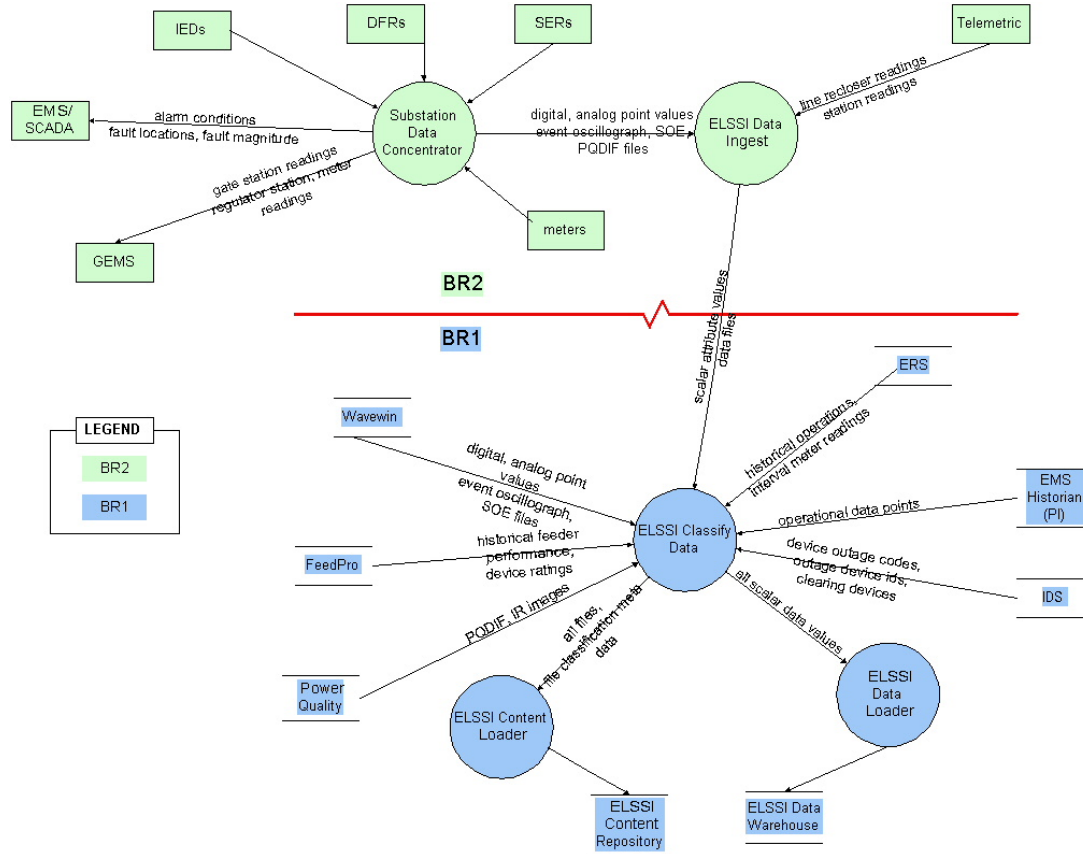 IEDs
DFRs
SERs
Telemetric
EMS/
SCADA
alarm conditions
fault locations, fault magnitude
Substation
Data
Concentrator
digital, analog point values
event oscillograph, SOE,
PQDIF files
ELSSI Data
Ingest
line recloser readings
station readings
gate station readings
regulator station, meter
readings
GEMS
meters
BR2
BR1
scalar attribute values
data files
ERS
LEGEND
BR2
BR1
Wavewin
digital, analog point
values
event oscillograph,
SOE files
historical operations,
interval meter readings
EMS
Historian
(PI)
operational data points
ELSSI Classify
Data
FeedPro
historical feeder
performance,
device ratings
device outage codes,
outage device ids,
clearing devices
IDS
PQDIF, IR images
Power
Quality
all files,
file classification meta
data
all scalar data values
ELSSI Content
Loader
ELSSI
Data
Loader
ELSSI
Content
Repository
ELSSI Data
Warehouse